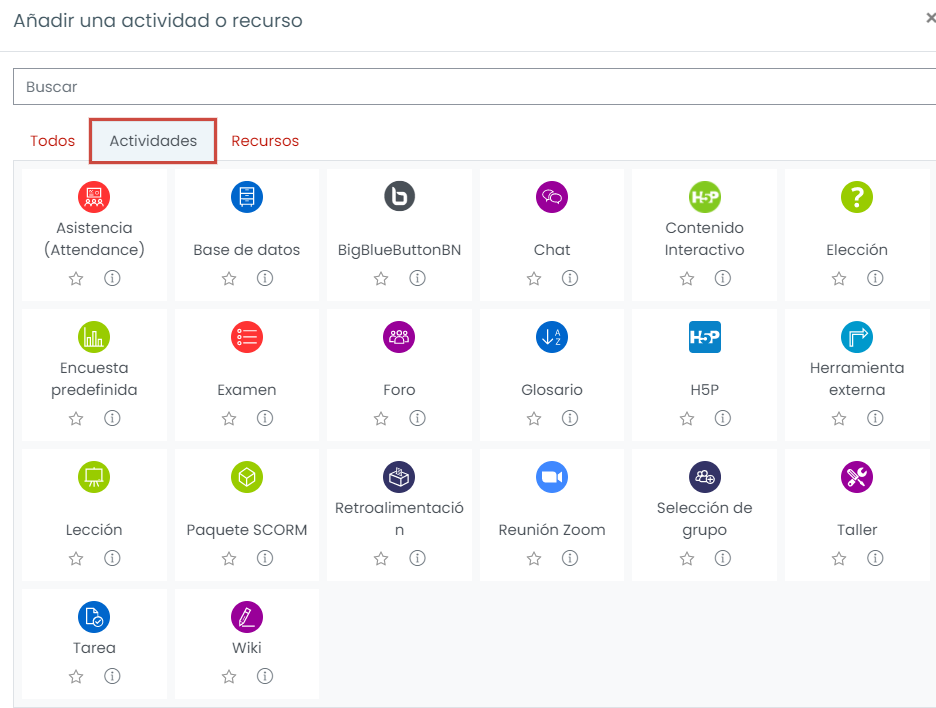 Añadir una actividad o recurso
×
Buscar
Todos
Actividades
Recursos
Asistencia
(Attendance)
Base de datos
b
BigBlueButtonBN
Chat
H5P
Contenido
Interactivo
?
Elección
Encuesta
predefinida
Examen
Foro
A
Z
Glosario
H5P
H5P
Herramienta
externa
Lección
Paquete SCORM
Retroalimentació
n
Reunión Zoom
Selección de
grupo
Taller
Tarea
Wiki